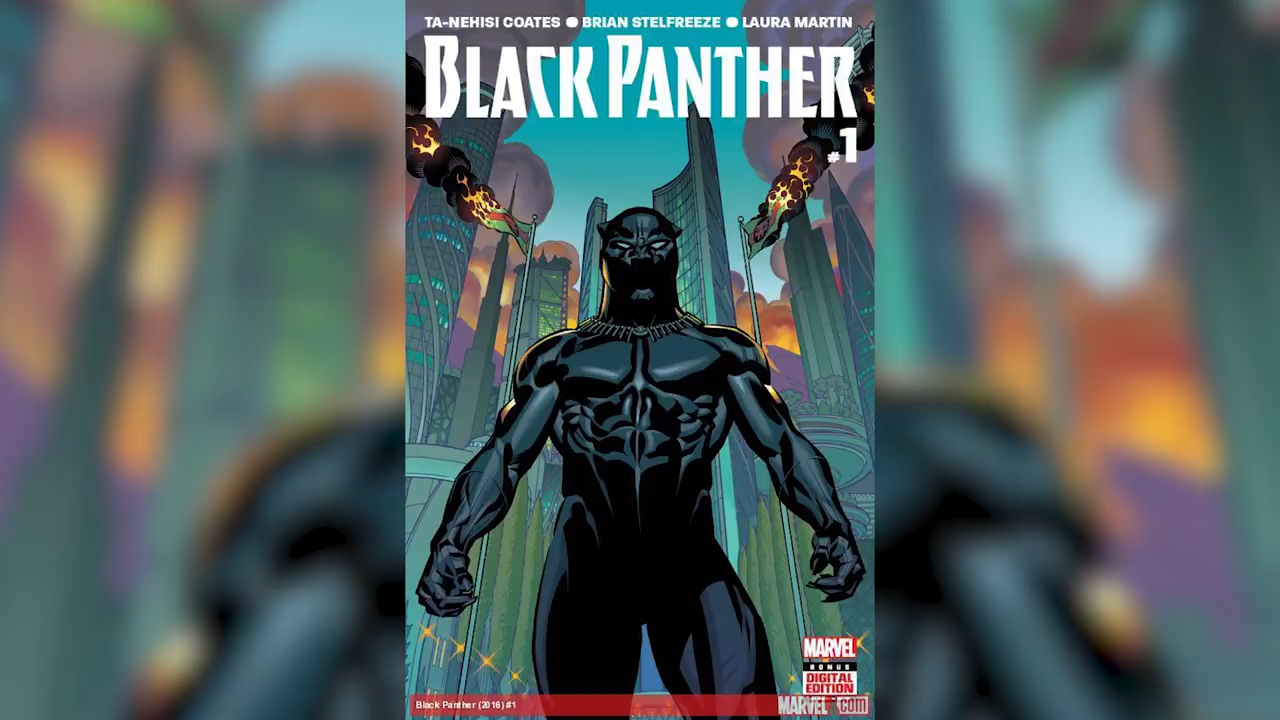 TA-NEHISI COATES ● BRIAN STELFREEZE ● LAURA MARTIN
BLACK PANTHER
#1
MARVEL
BONUS
DIGITAL
EDITION
Black Panther (2016) #1
MARVEL.com